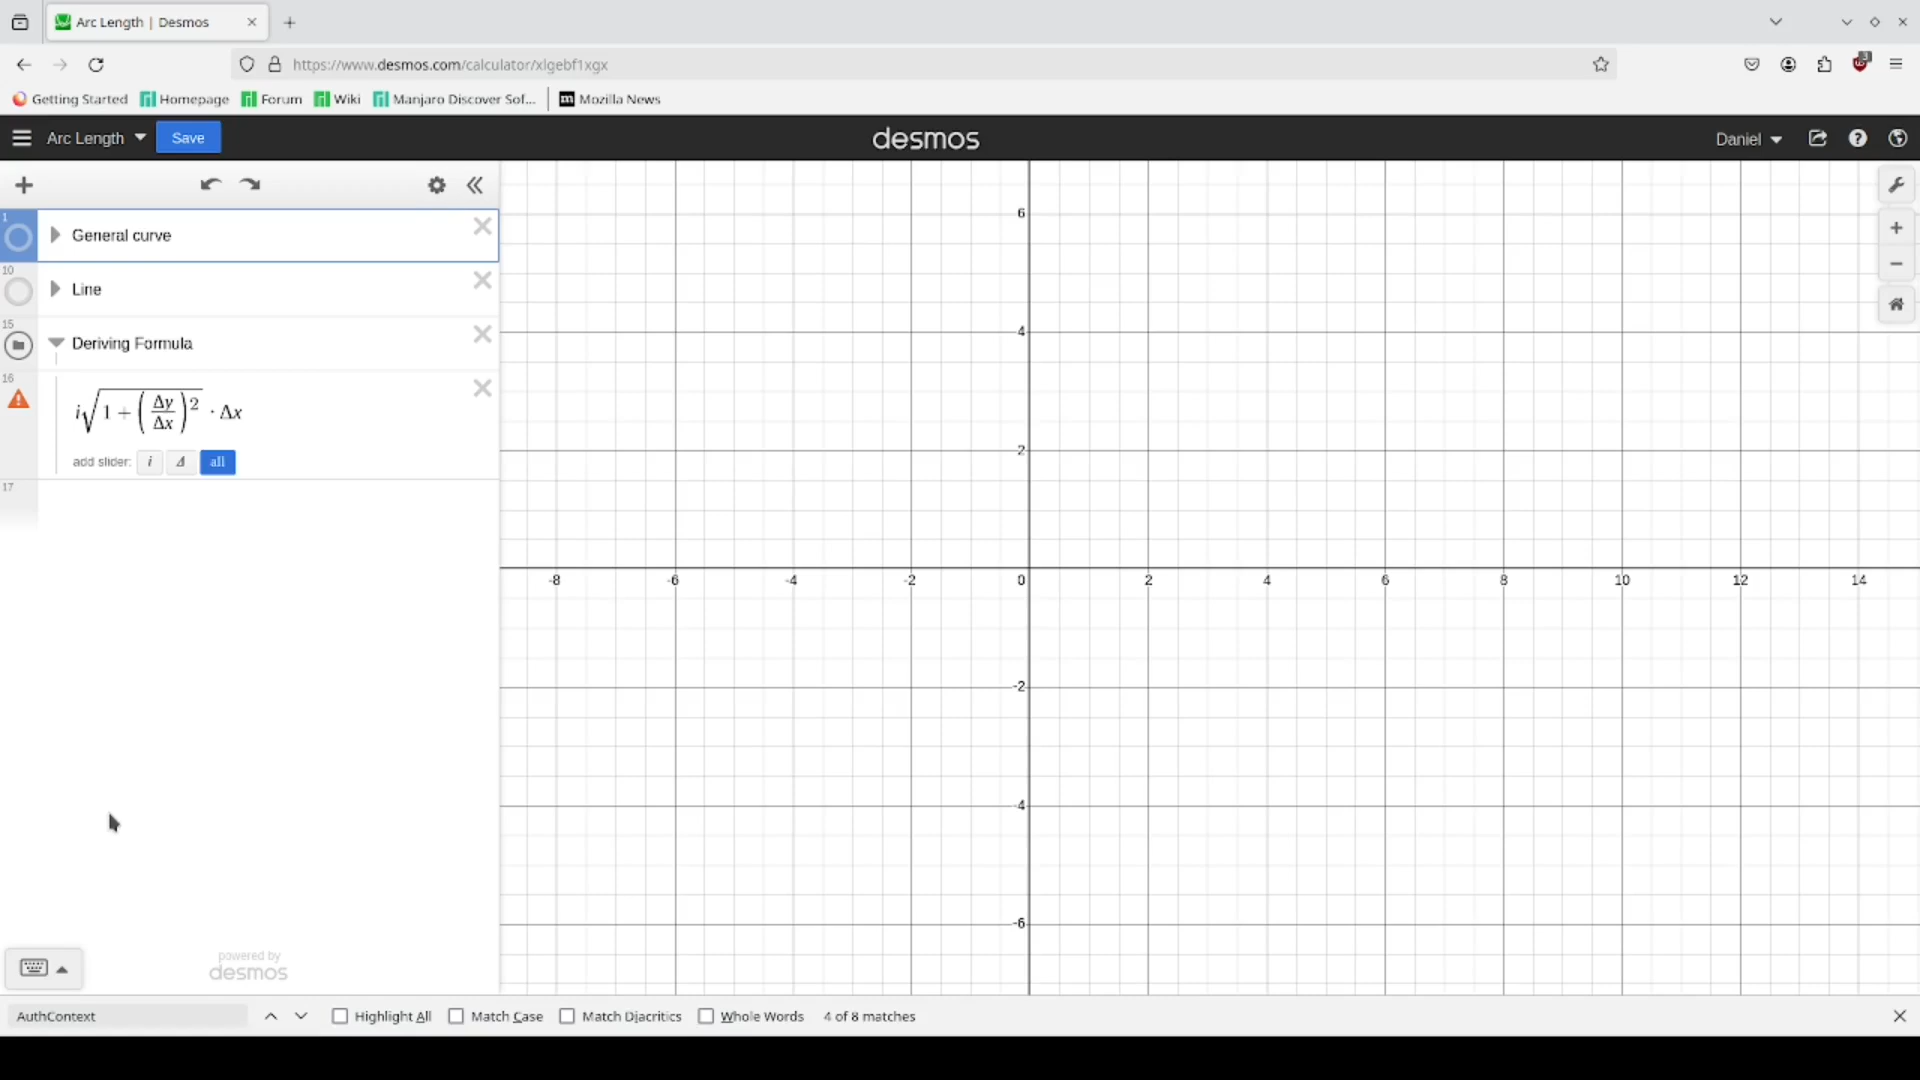 Arc Length | Desmos
https://www.desmos.com/calculator/xlgebf1xgx
3
Getting Started Homepage Forum Wiki Manjaro Discover Sof... Mozilla News
Arc Length Save desmos Daniel
1
General curve
10
Line
15
Deriving Formula
16
i√(1 + (Δy/Δx)²) · Δx
add slider: i Δ all
17
6
4
2
-8 -6 -4 -2 0 2 4 6 8 10 12 14
-2
-4
-6
powered by
desmos
AuthContext Highlight All Match Case Match Diacritics Whole Words 4 of 8 matches